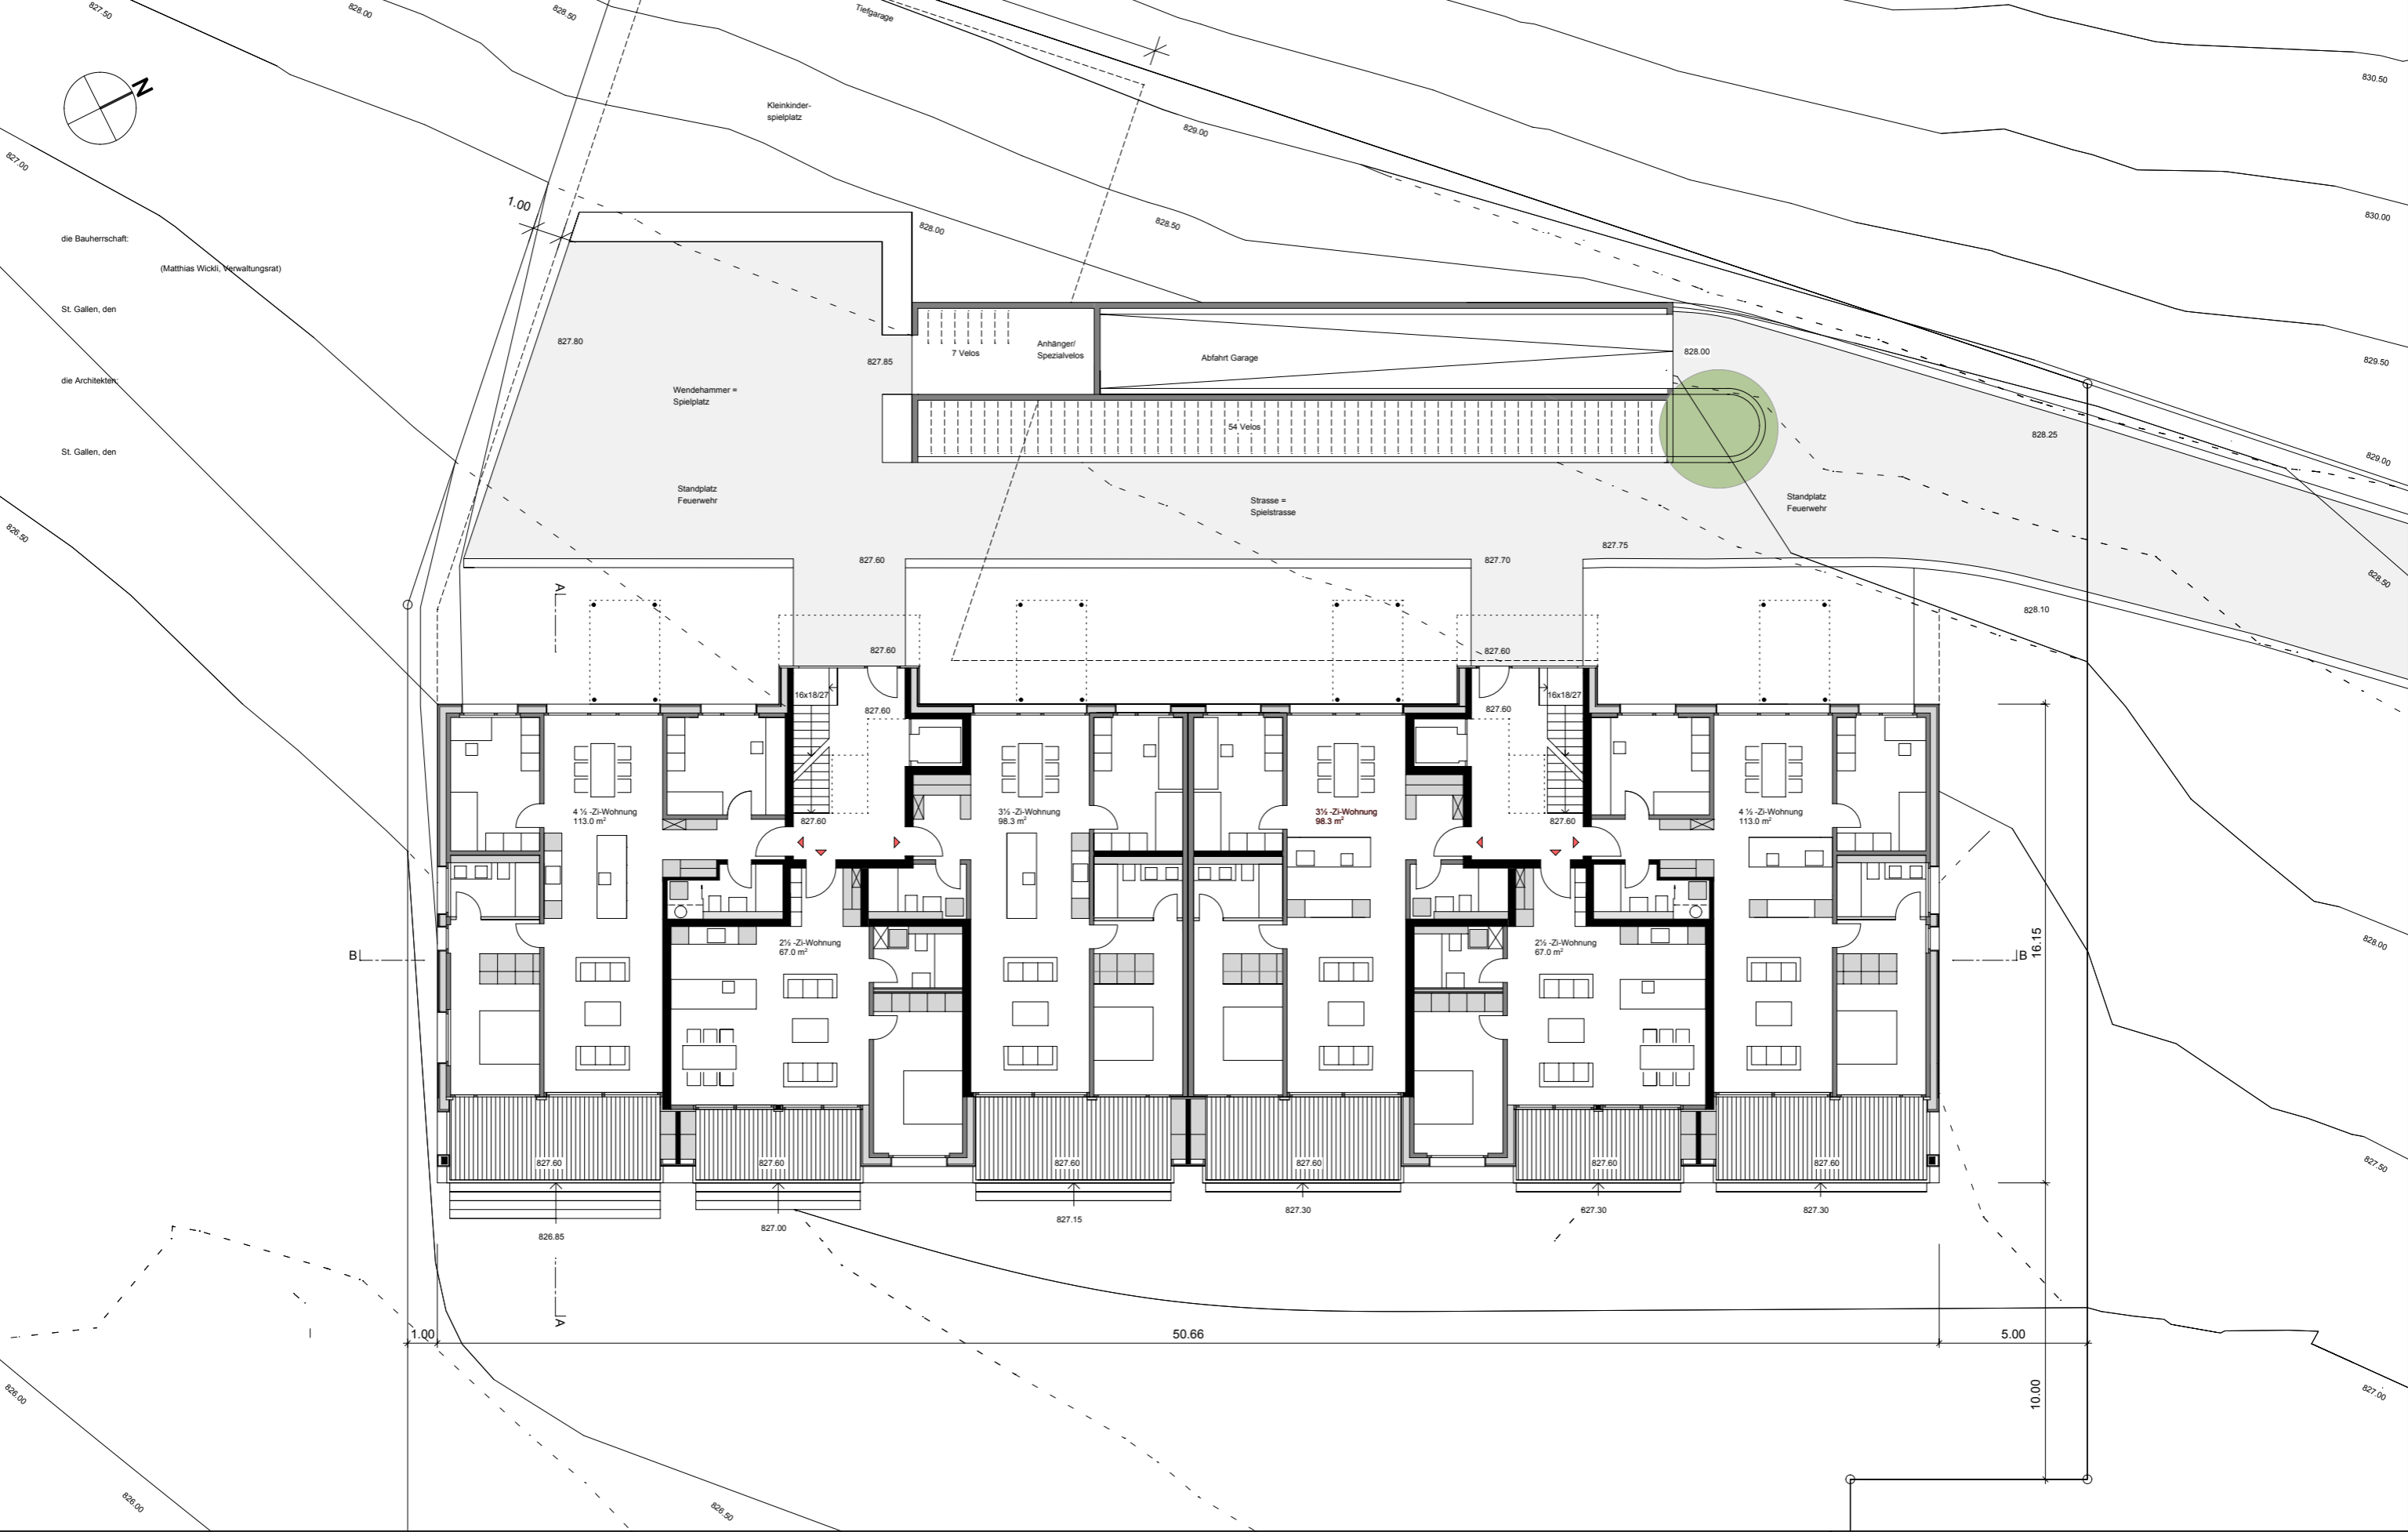 827.50
828.00
828.50
Tiefgarage
830.50
N
Kleinkinder-
spielplatz
829.00
827.00
1.00
828.00
828.50
830.00
die Bauherrschaft:
(Matthias Wickli, Verwaltungsrat)
St. Gallen, den
827.80
827.85
7 Velos
Anhänger/
Spezialvelos
Abfahrt Garage
828.00
829.50
die Architekten:
Wendehammer =
Spielplatz
54 Velos
828.25
St. Gallen, den
829.00
Standplatz
Feuerwehr
Strasse =
Spielstrasse
Standplatz
Feuerwehr
826.50
827.60
827.70
827.75
828.50
A
828.10
827.60
827.60
16x18/27
827.60
827.60
16x18/27
4 ½ -Zi-Wohnung
113.0 m²
827.60
3½ -Zi-Wohnung
98.3 m²
3½-Zi-Wohnung
98.3 m²
827.60
4 ½ -Zi-Wohnung
113.0 m²
2½ -Zi-Wohnung
67.0 m²
2½ -Zi-Wohnung
67.0 m²
B
B
16.15
828.00
827.60
827.60
827.60
827.60
827.60
827.60
827.50
826.85
827.00
827.15
827.30
627.30
827.30
A
1.00
50.66
5.00
10.00
826.00
827.00
826.00
826.50